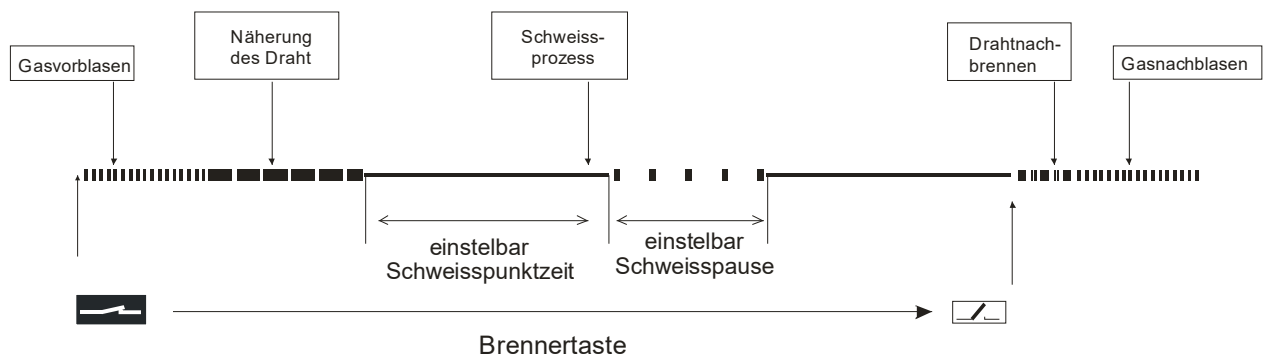 Gasvorblasen
Näherung
des Draht
Schweiss-
prozess
Drahtnach-
brennen
Gasnachblasen
einstelbar
Schweisspunktzeit
einstelbar
Schweisspause
Brennertaste